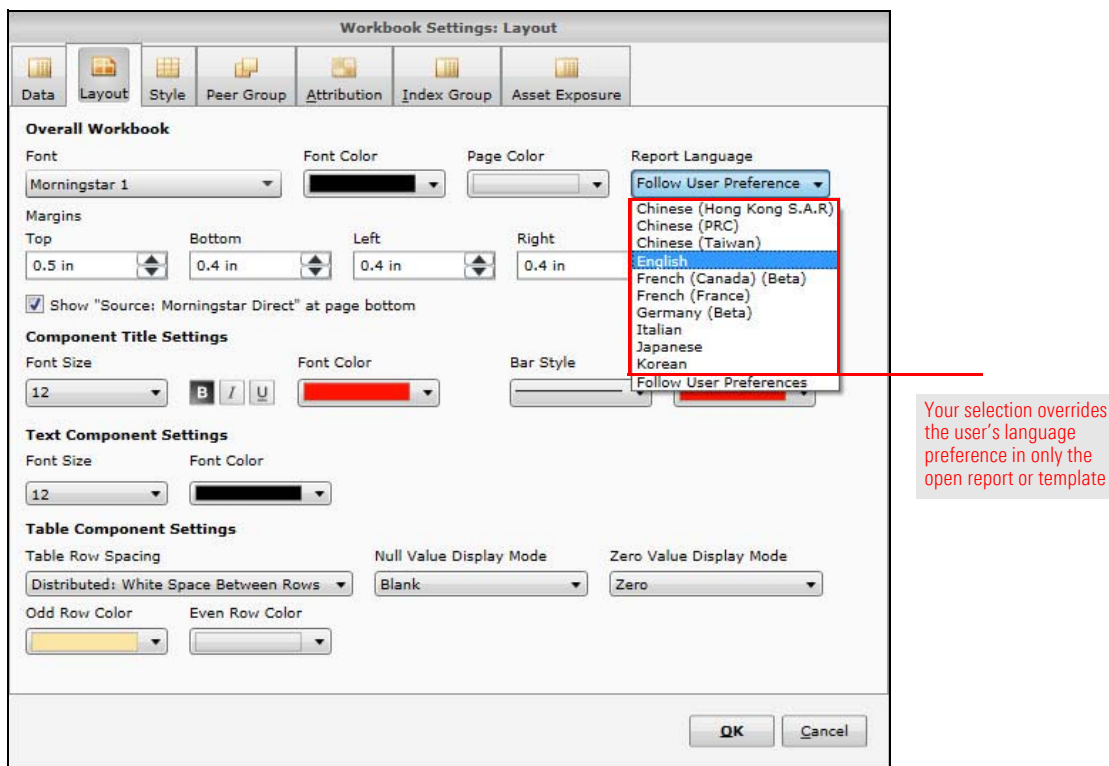 Workbook Settings: Layout
Data Layout Style Peer Group Attribution Index Group Asset Exposure
Overall Workbook
Font Font Color Page Color Report Language
Morningstar 1 Follow User Preference
Chinese (Hong Kong S.A.R)
Chinese (PRC)
Chinese (Taiwan)
English
French (Canada) (Beta)
French (France)
Germany (Beta)
Italian
Japanese
Korean
Follow User Preferences
Margins
Top Bottom Left Right
0.5 in 0.4 in 0.4 in 0.4 in
Show "Source: Morningstar Direct" at page bottom
Component Title Settings
Font Size Font Color Bar Style
12 B I U
Text Component Settings
Font Size Font Color
12
Table Component Settings
Table Row Spacing Null Value Display Mode Zero Value Display Mode
Distributed: White Space Between Rows Blank Zero
Odd Row Color Even Row Color
OK Cancel
Your selection overrides
the user's language
preference in only the
open report or template